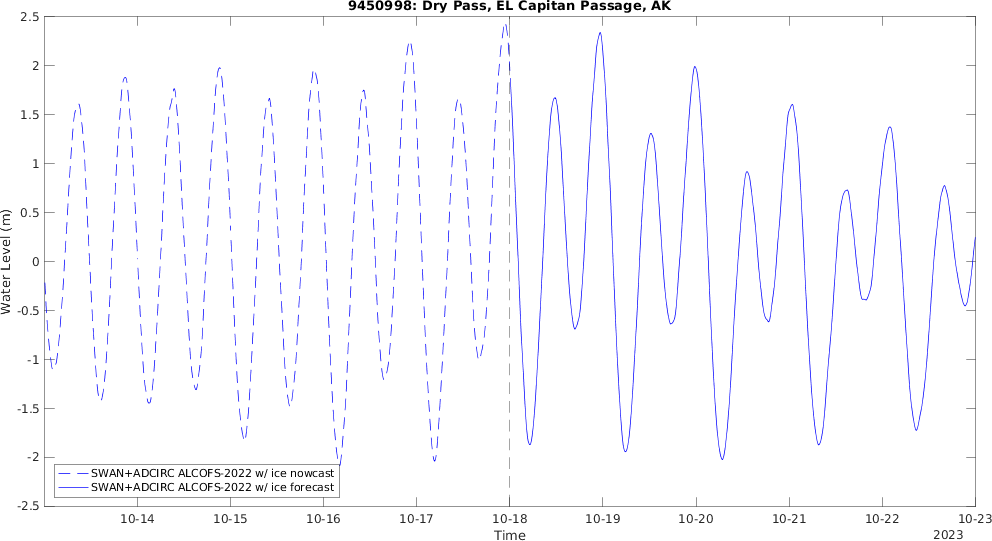 9450998: Dry Pass, EL Capitan Passage, AK
2.5
2
1.5
1
0.5
0
-0.5
-1
-1.5
-2
-2.5
Water Level (m)
SWAN+ADCIRC ALCOFS-2022 w/ ice nowcast
SWAN+ADCIRC ALCOFS-2022 w/ ice forecast
10-14 10-15 10-16 10-17 10-18 10-19 10-20 10-21 10-22 10-23
Time
2023